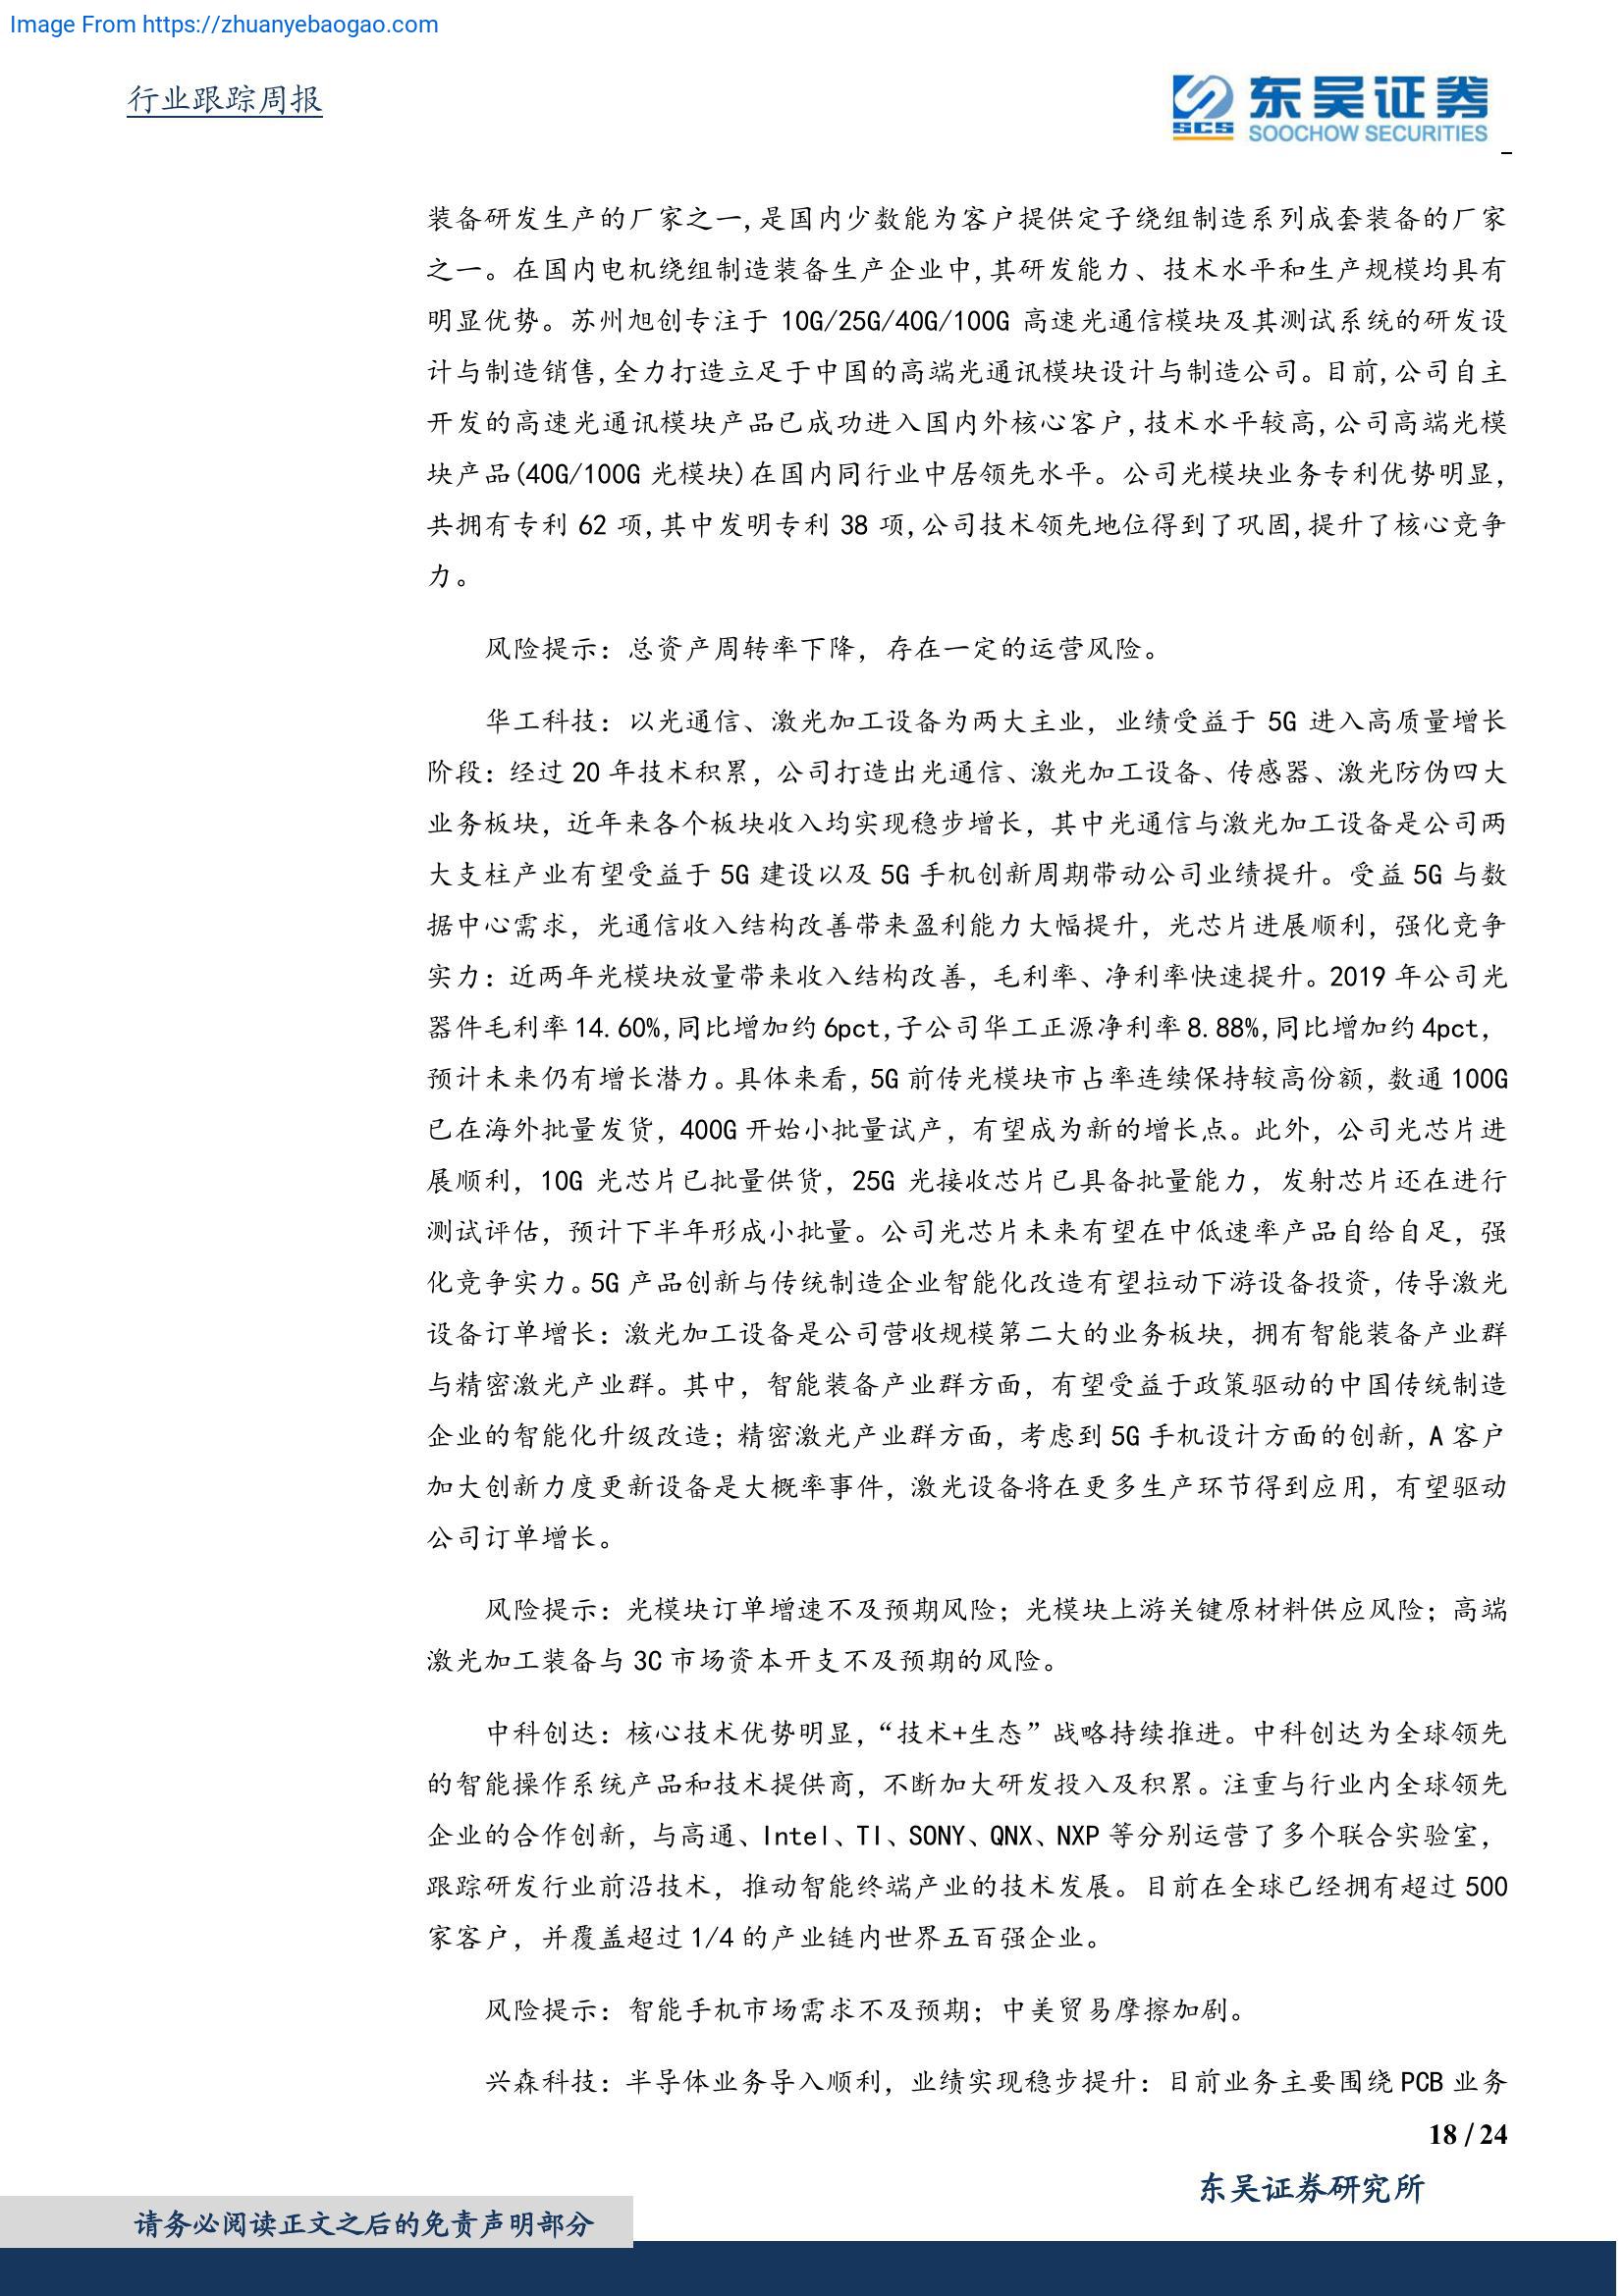 Image From https://zhuanyebaogao.com
行业跟踪周报
SCS
东吴证券
SOOCHOW SECURITIES
装备研发生产的厂家之一,是国内少数能为客户提供定子绕组制造系列成套装备的厂家
之一。在国内电机绕组制造装备生产企业中,其研发能力、技术水平和生产规模均具有
明显优势。苏州旭创专注于 10G/25G/40G/100G 高速光通信模块及其测试系统的研发设
计与制造销售,全力打造立足于中国的高端光通讯模块设计与制造公司。目前,公司自主
开发的高速光通讯模块产品已成功进入国内外核心客户,技术水平较高,公司高端光模
块产品(40G/100G 光模块)在国内同行业中居领先水平。公司光模块业务专利优势明显,
共拥有专利 62 项,其中发明专利 38 项,公司技术领先地位得到了巩固,提升了核心竞争
力。
风险提示：总资产周转率下降，存在一定的运营风险。
华工科技：以光通信、激光加工设备为两大主业，业绩受益于 5G 进入高质量增长
阶段：经过 20 年技术积累，公司打造出光通信、激光加工设备、传感器、激光防伪四大
业务板块，近年来各个板块收入均实现稳步增长，其中光通信与激光加工设备是公司两
大支柱产业有望受益于 5G 建设以及 5G 手机创新周期带动公司业绩提升。受益 5G 与数
据中心需求，光通信收入结构改善带来盈利能力大幅提升，光芯片进展顺利，强化竞争
实力：近两年光模块放量带来收入结构改善，毛利率、净利率快速提升。2019 年公司光
器件毛利率 14.60%,同比增加约 6pct,子公司华工正源净利率 8.88%,同比增加约 4pct，
预计未来仍有增长潜力。具体来看，5G 前传光模块市占率连续保持较高份额，数通 100G
已在海外批量发货，400G 开始小批量试产，有望成为新的增长点。此外，公司光芯片进
展顺利，10G 光芯片已批量供货，25G 光接收芯片已具备批量能力，发射芯片还在进行
测试评估，预计下半年形成小批量。公司光芯片未来有望在中低速率产品自给自足，强
化竞争实力。5G 产品创新与传统制造企业智能化改造有望拉动下游设备投资，传导激光
设备订单增长：激光加工设备是公司营收规模第二大的业务板块，拥有智能装备产业群
与精密激光产业群。其中，智能装备产业群方面，有望受益于政策驱动的中国传统制造
企业的智能化升级改造；精密激光产业群方面，考虑到 5G 手机设计方面的创新，A 客户
加大创新力度更新设备是大概率事件，激光设备将在更多生产环节得到应用，有望驱动
公司订单增长。
风险提示：光模块订单增速不及预期风险；光模块上游关键原材料供应风险；高端
激光加工装备与 3C 市场资本开支不及预期的风险。
中科创达：核心技术优势明显，“技术+生态”战略持续推进。中科创达为全球领先
的智能操作系统产品和技术提供商，不断加大研发投入及积累。注重与行业内全球领先
企业的合作创新，与高通、Intel、TI、SONY、QNX、NXP 等分别运营了多个联合实验室，
跟踪研发行业前沿技术，推动智能终端产业的技术发展。目前在全球已经拥有超过 500
家客户，并覆盖超过 1/4 的产业链内世界五百强企业。
风险提示：智能手机市场需求不及预期；中美贸易摩擦加剧。
兴森科技：半导体业务导入顺利，业绩实现稳步提升：目前业务主要围绕 PCB 业务
18 / 24
东吴证券研究所
请务必阅读正文之后的免责声明部分